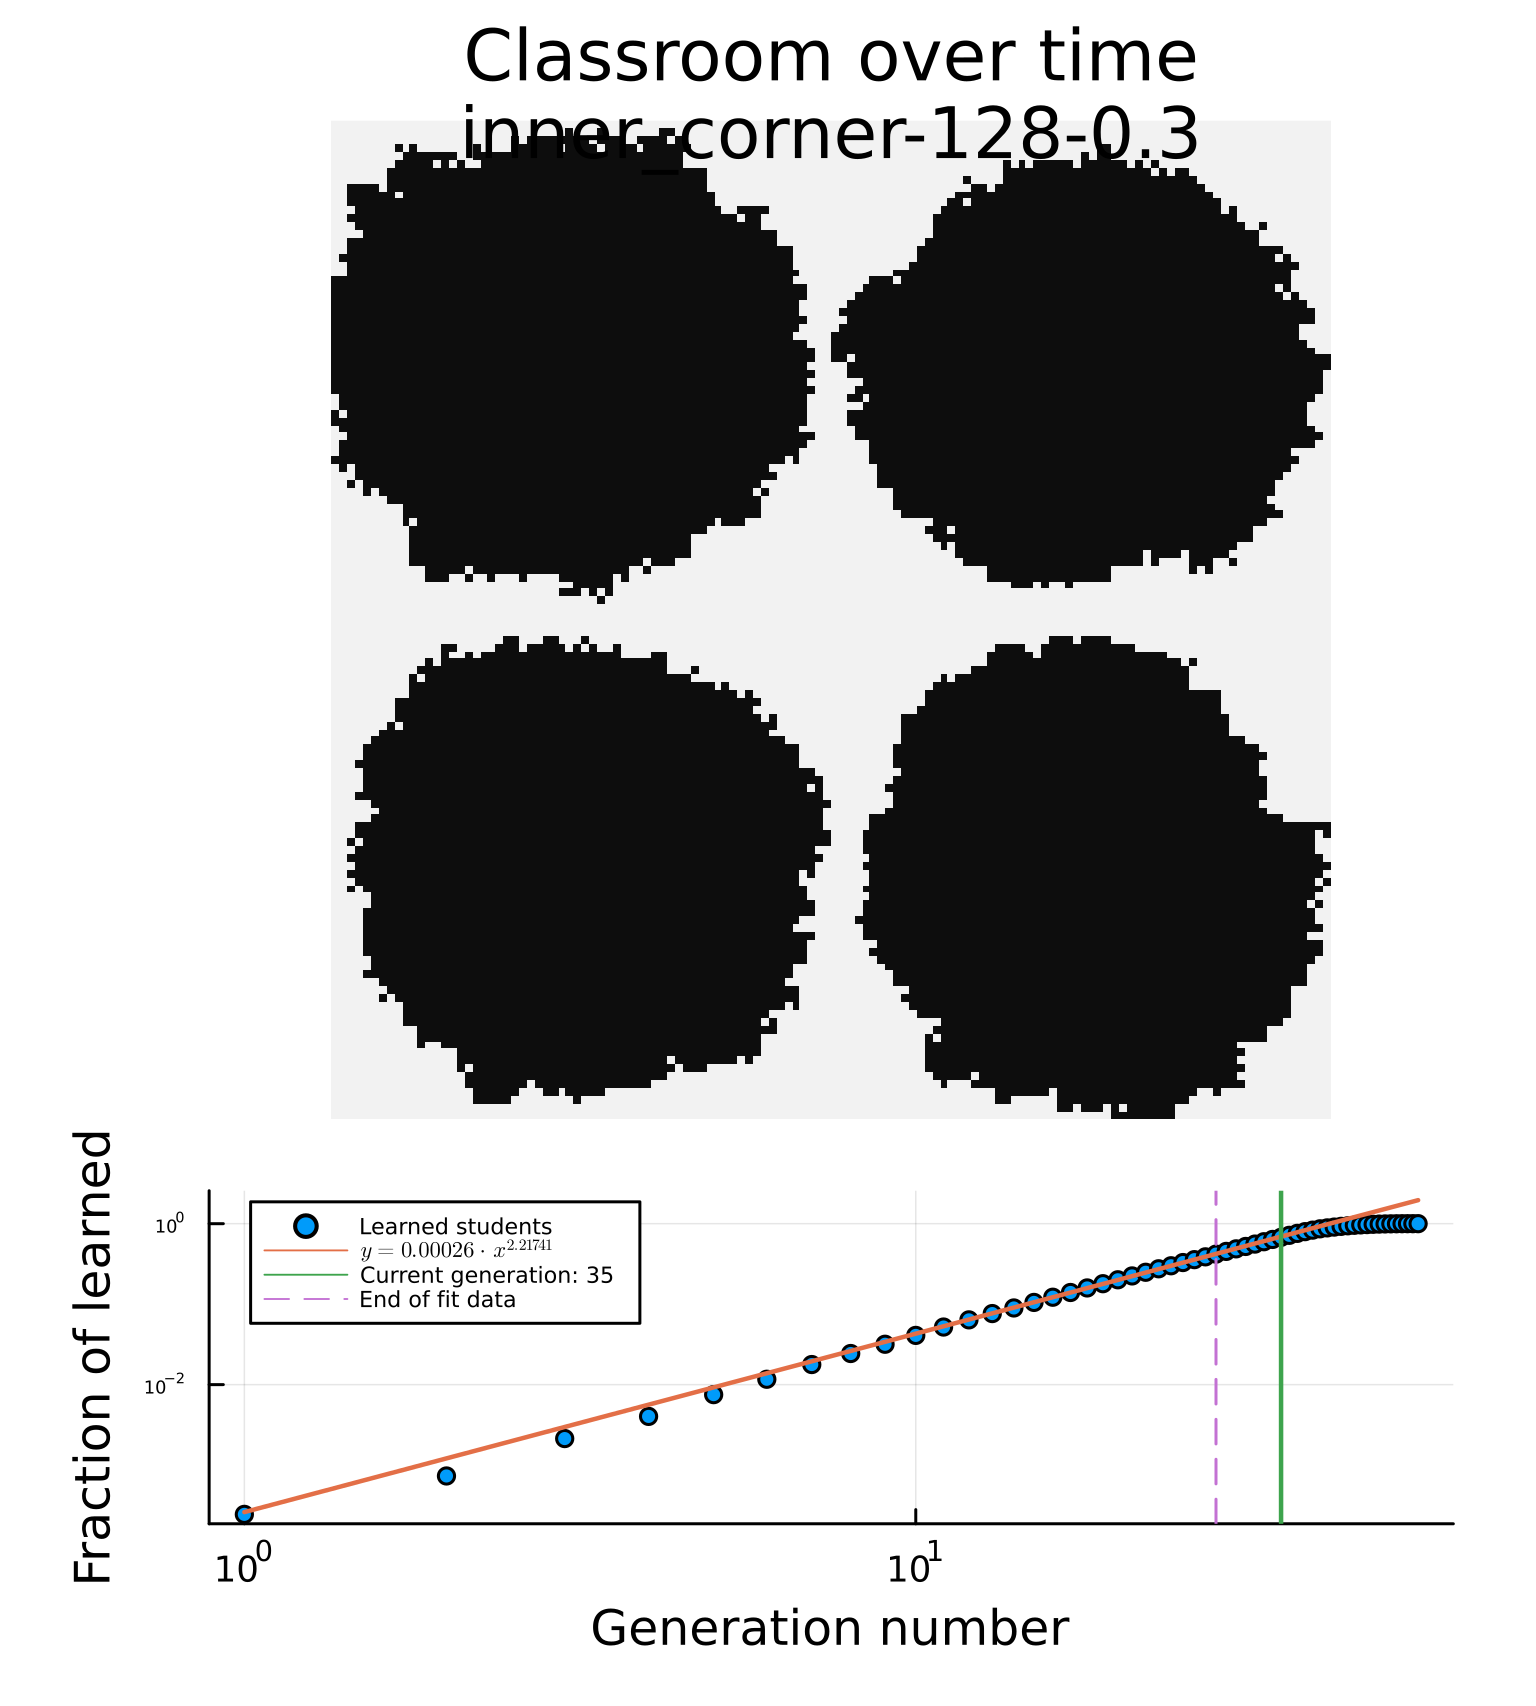 Classroom over time
inner_corner-128-0.3
Fraction of learned
10^0
10^-2
Learned students
y = 0.00026 · x^2.21741
Current generation: 35
End of fit data
10^0
10^1
Generation number